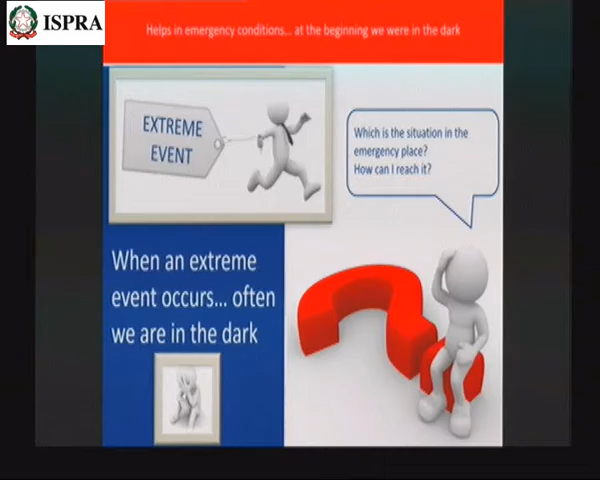 ISPRA
Helps in emergency conditions... at the beginning we were in the dark
EXTREME
EVENT
Which is the situation in the
emergency place?
How can I reach it?
When an extreme
event occurs... often
we are in the dark